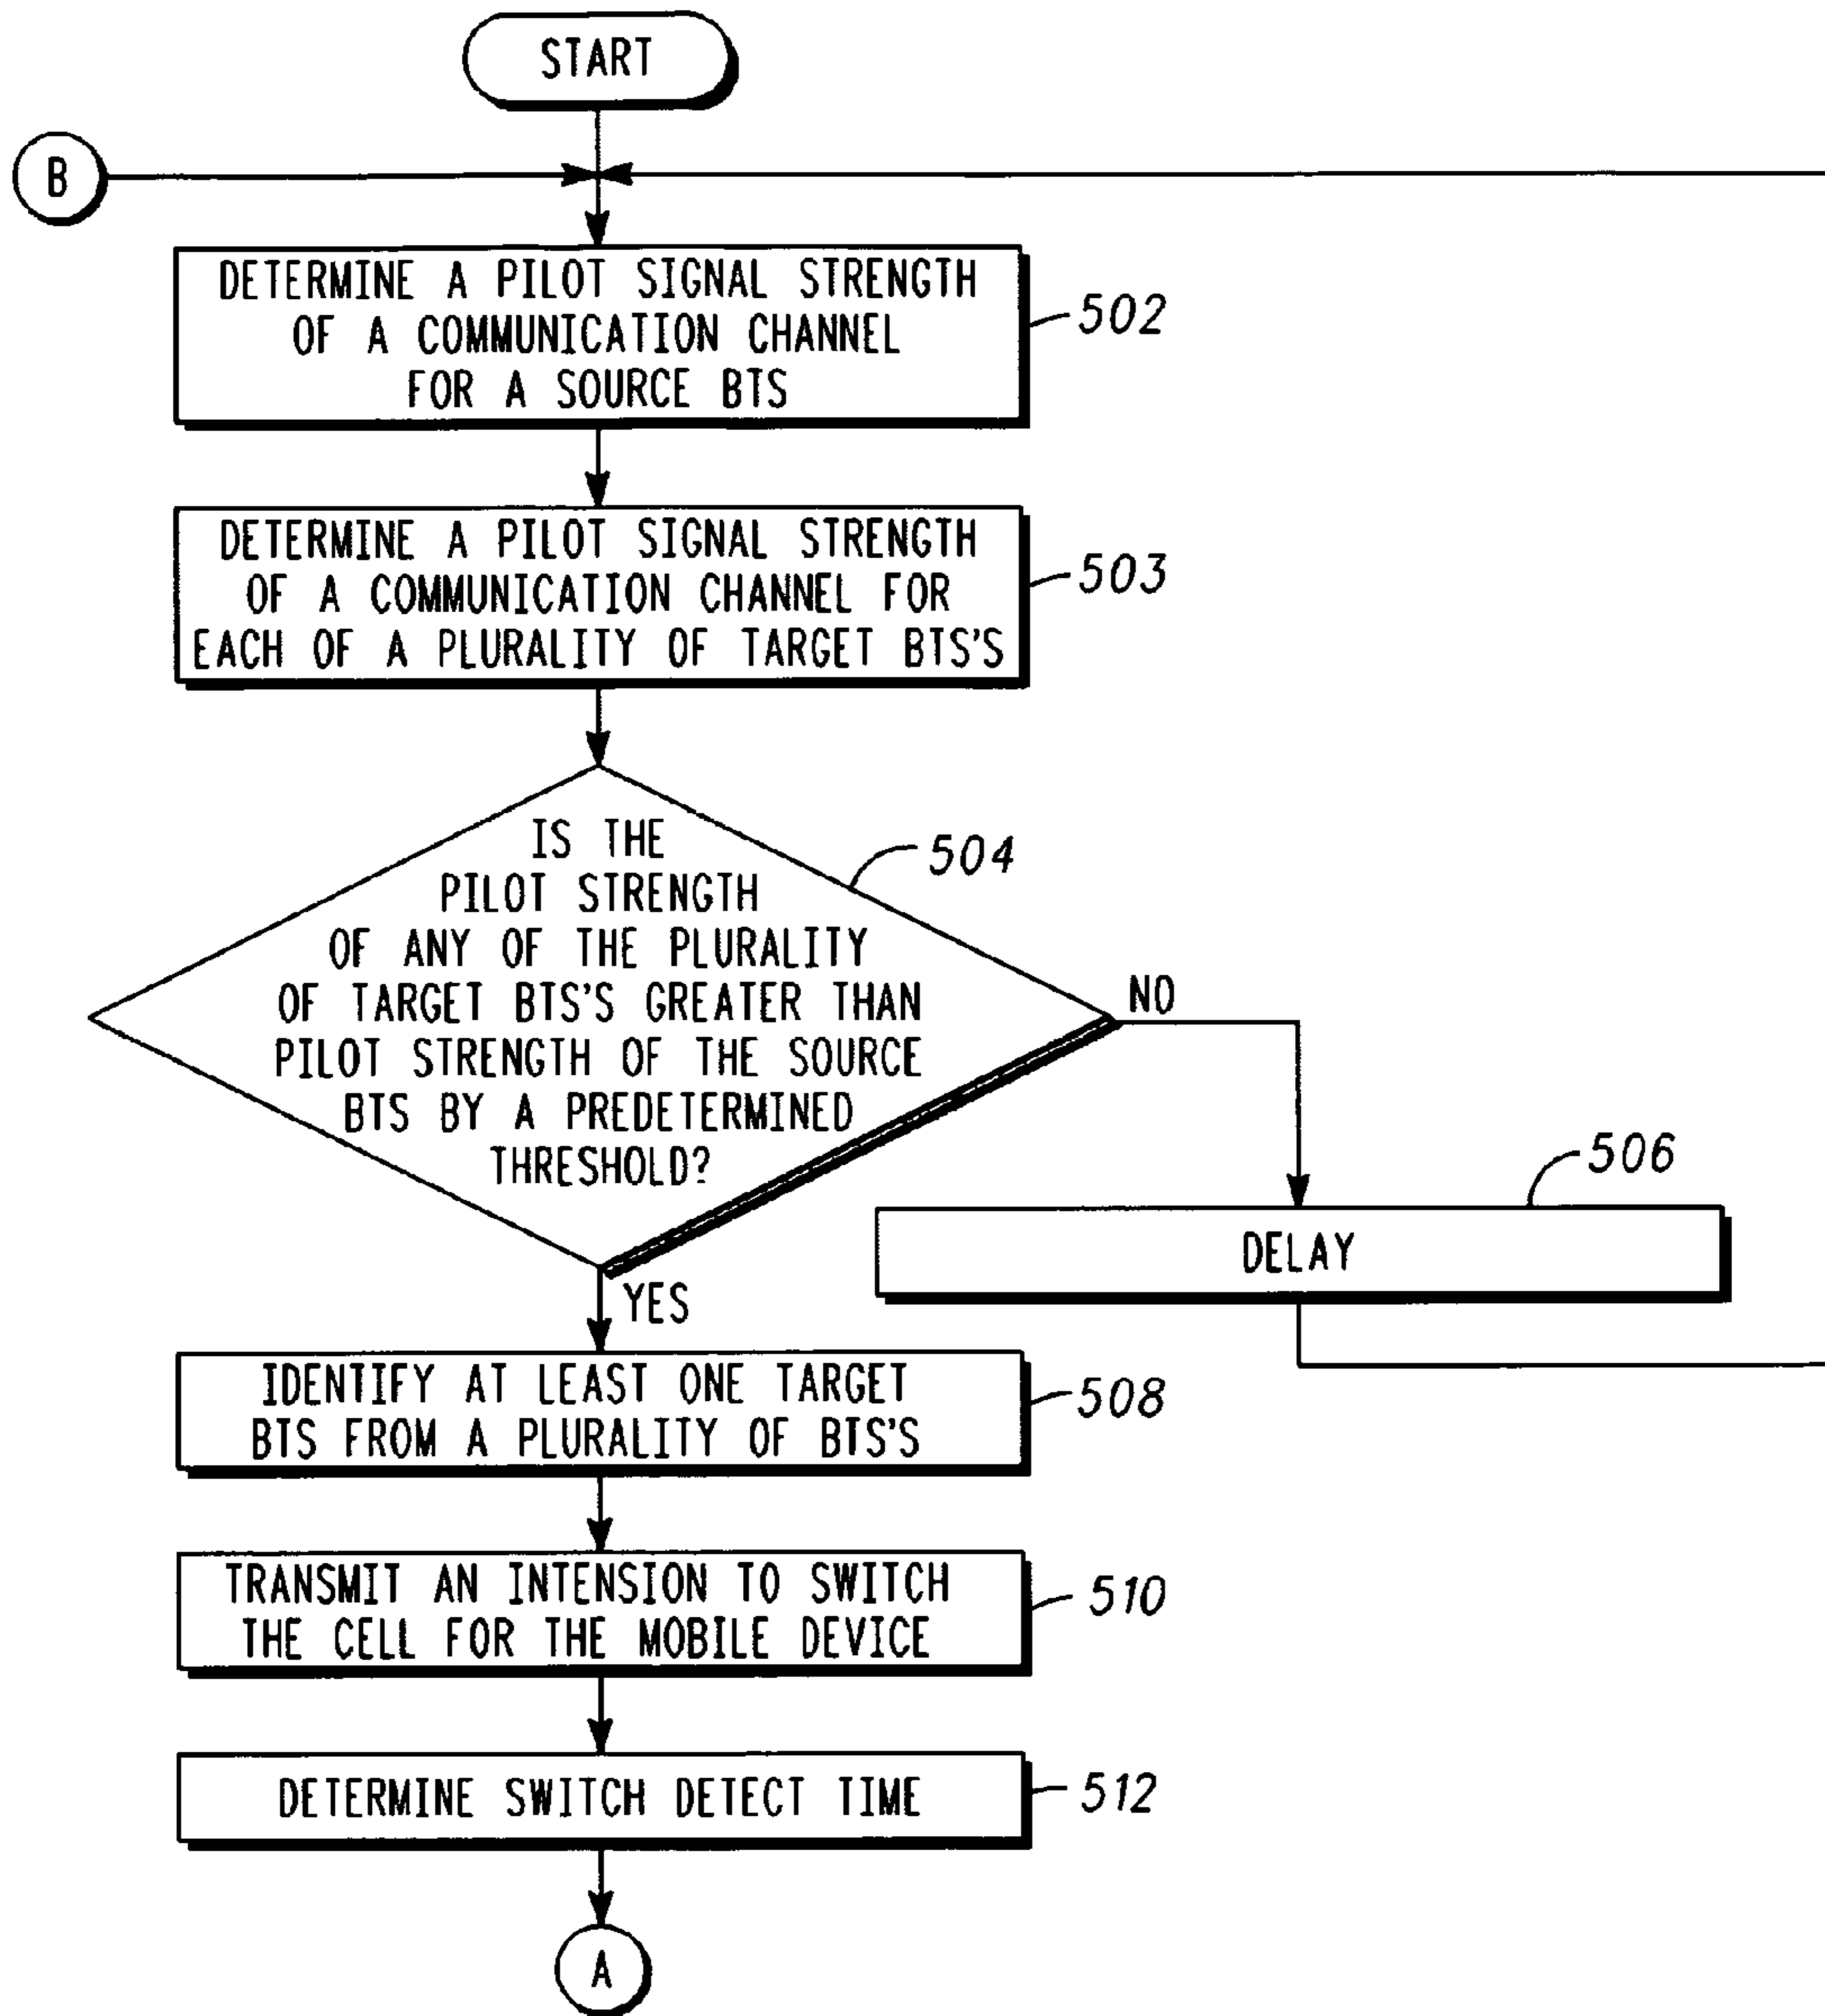 START
B
DETERMINE A PILOT SIGNAL STRENGTH
OF A COMMUNICATION CHANNEL
FOR A SOURCE BTS
502
DETERMINE A PILOT SIGNAL STRENGTH
OF A COMMUNICATION CHANNEL FOR
EACH OF A PLURALITY OF TARGET BTS'S
503
IS THE
PILOT STRENGTH
OF ANY OF THE PLURALITY
OF TARGET BTS'S GREATER THAN
PILOT STRENGTH OF THE SOURCE
BTS BY A PREDETERMINED
THRESHOLD?
504
NO
506
DELAY
YES
IDENTIFY AT LEAST ONE TARGET
BTS FROM A PLURALITY OF BTS'S
508
TRANSMIT AN INTENSION TO SWITCH
THE CELL FOR THE MOBILE DEVICE
510
DETERMINE SWITCH DETECT TIME
512
A